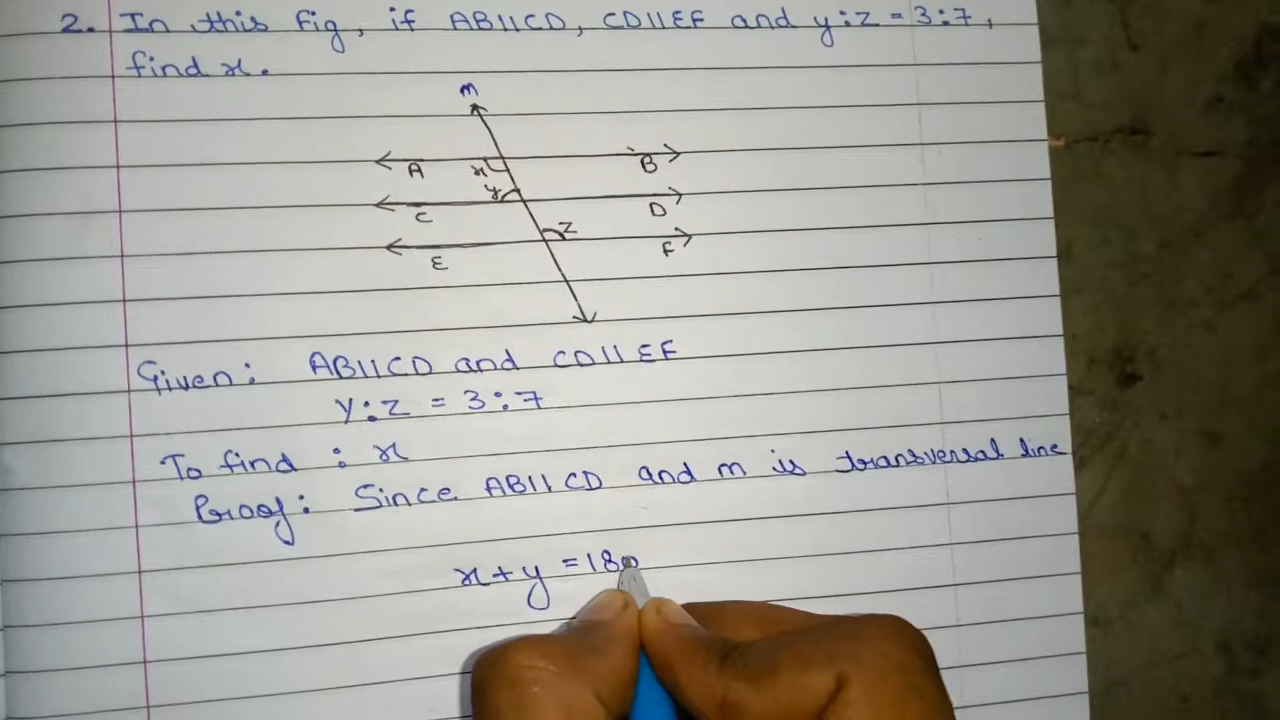 2. In this fig, if AB||CD, CD||EF and y:z = 3:7,
find x.
m
A
x
B
y
C
D
z
E
F
Given: AB||CD and CD||EF
y:z = 3:7
To find : x
Proof: Since AB||CD and m is transversal line
x+y =180